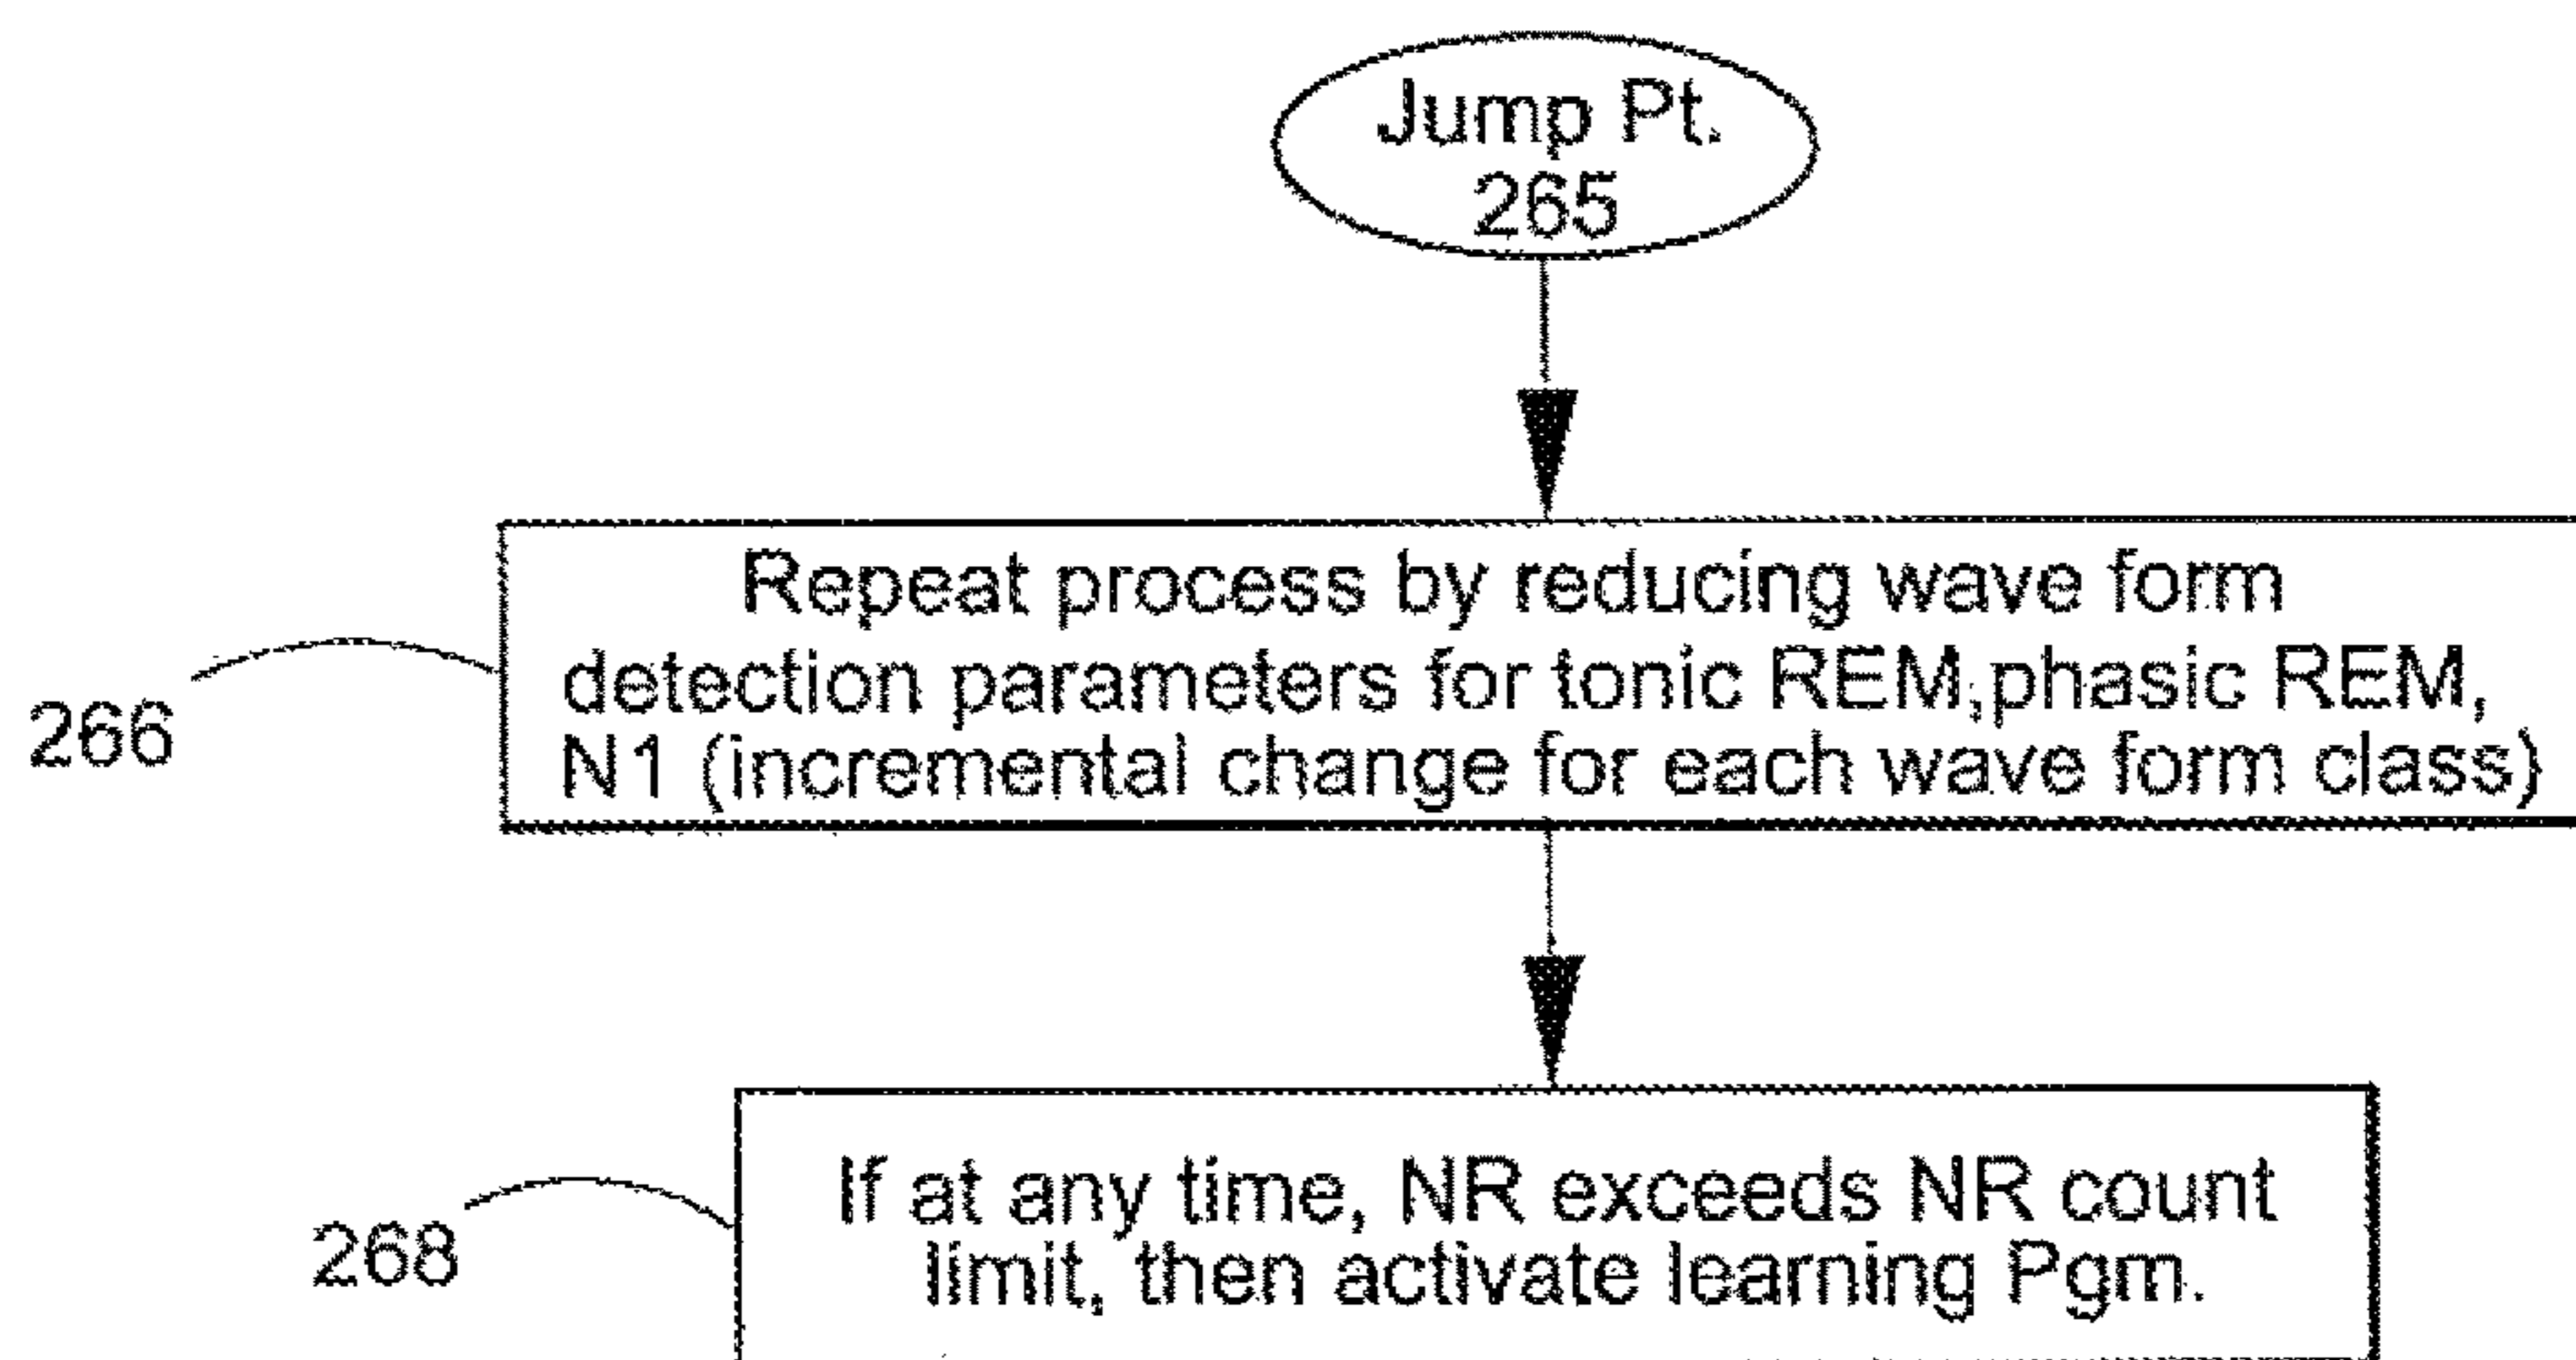 Jump Pt.
265
Repeat process by reducing wave form
detection parameters for tonic REM,phasic REM,
266
N1 (incremental change for each wave form class)
If at any time, NR exceeds NR count
268
limit, then activate learning Pgm.